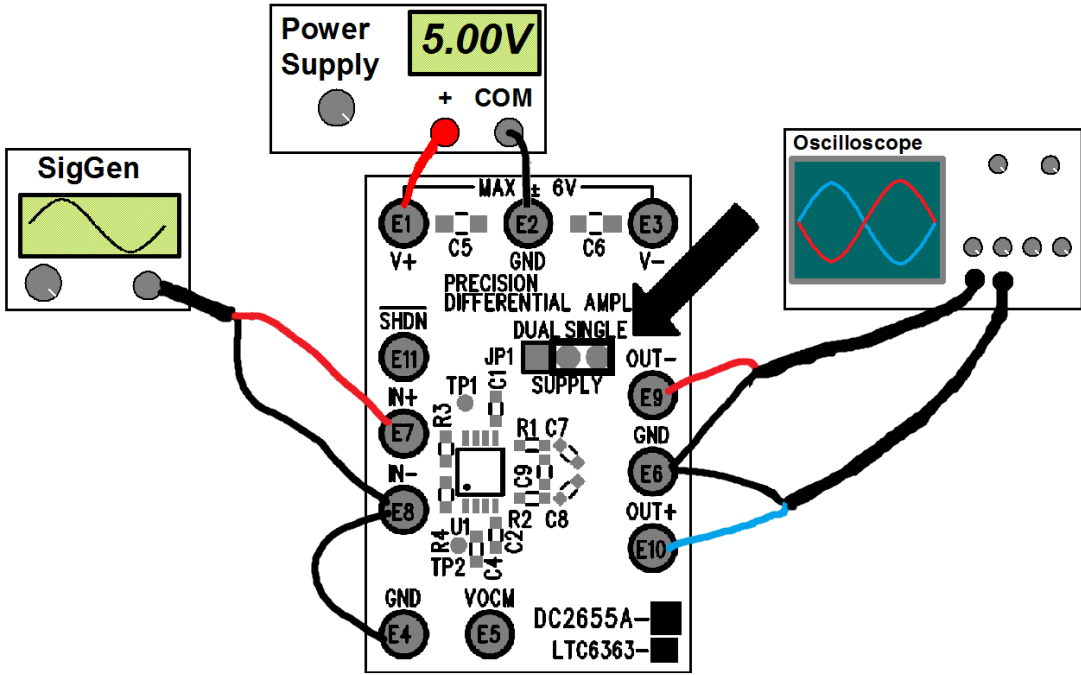 Power
Supply
5.00V
+ COM
SigGen
Oscilloscope
MAX ± 6V
E1
E2
E3
C5
C6
V+
GND
V-
PRECISION
DIFFERENTIAL AMPL
SHDN
DUAL SINGLE
E11
JP1
SUPPLY
OUT-
TP1
C1
IN+
R3
E9
E7
R1 C7
GND
IN-
C9
E6
E8
R2 C8
OUT+
U1
R4
C2
E10
TP2
C4
GND
VOCM
E4
E5
DC2655A-
LTC6363-